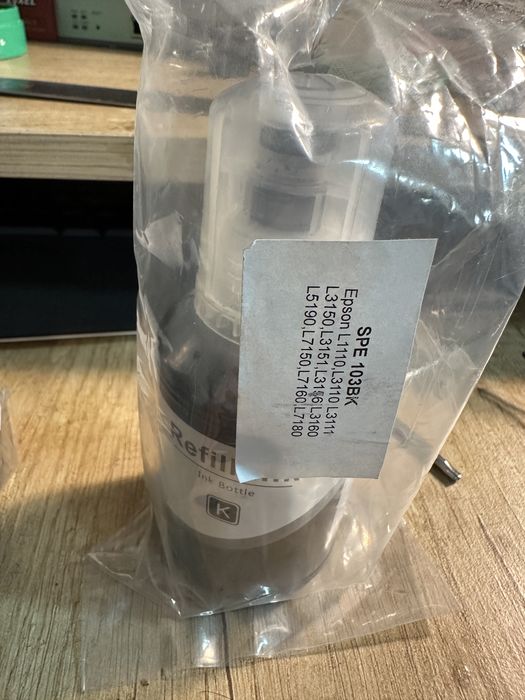 SPE 103BK
Epson L1110,L3110 L3111
L3150,L3151,L3156 L3160
L5190,L7150,L7160,L7180
Refill
Ink Bottle
K